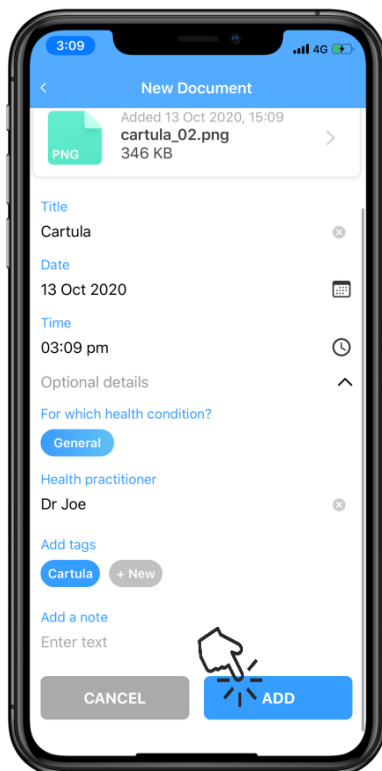 3:09
4G
New Document
Added 13 Oct 2020, 15:09
cartula_02.png
PNG
346 KB
Title
Cartula
Date
13 Oct 2020
Time
03:09 pm
Optional details
For which health condition?
General
Health practitioner
Dr Joe
Add tags
Cartula
+ New
Add a note
Enter text
CANCEL
ADD